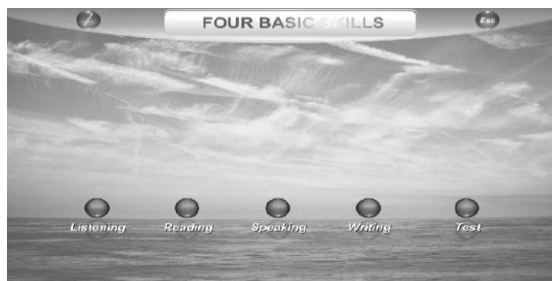 FOUR BASIC SKILLS
Esc
Listening
Reading
Speaking
Writing
Test